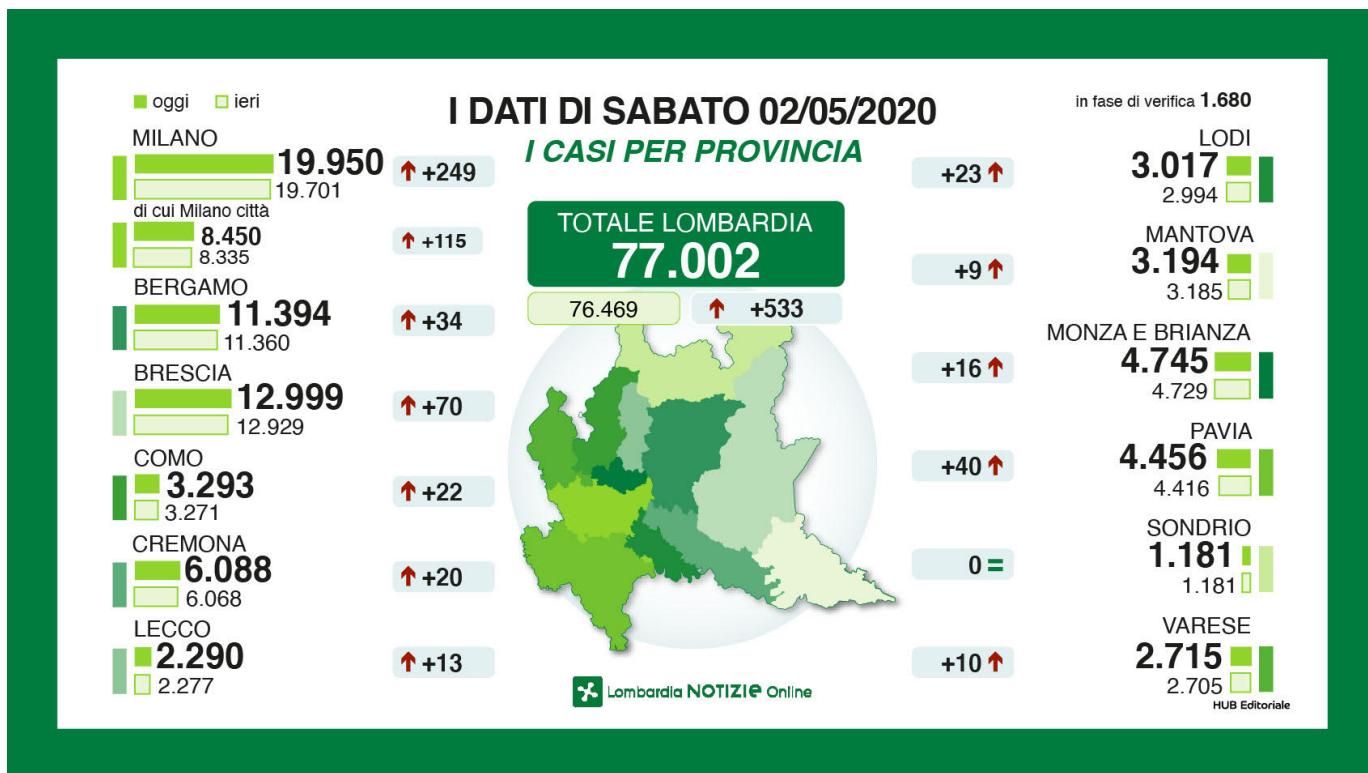 oggi ieri
I DATI DI SABATO 02/05/2020
I CASI PER PROVINCIA
in fase di verifica 1.680
MILANO
19.950
19.701
+249
di cui Milano città
8.450
8.335
+115
BERGAMO
11.394
11.360
+34
BRESCIA
12.999
12.929
+70
COMO
3.293
3.271
+22
CREMONA
6.088
6.068
+20
LECCO
2.290
2.277
+13
TOTALE LOMBARDIA
77.002
76.469 +533
LODI
+23
3.017
2.994
MANTOVA
+9
3.194
3.185
MONZA E BRIANZA
+16
4.745
4.729
PAVIA
+40
4.456
4.416
SONDRIO
0 =
1.181
1.181
VARESE
+10
2.715
2.705
Lombardia NOTIZIE Online
HUB Editoriale